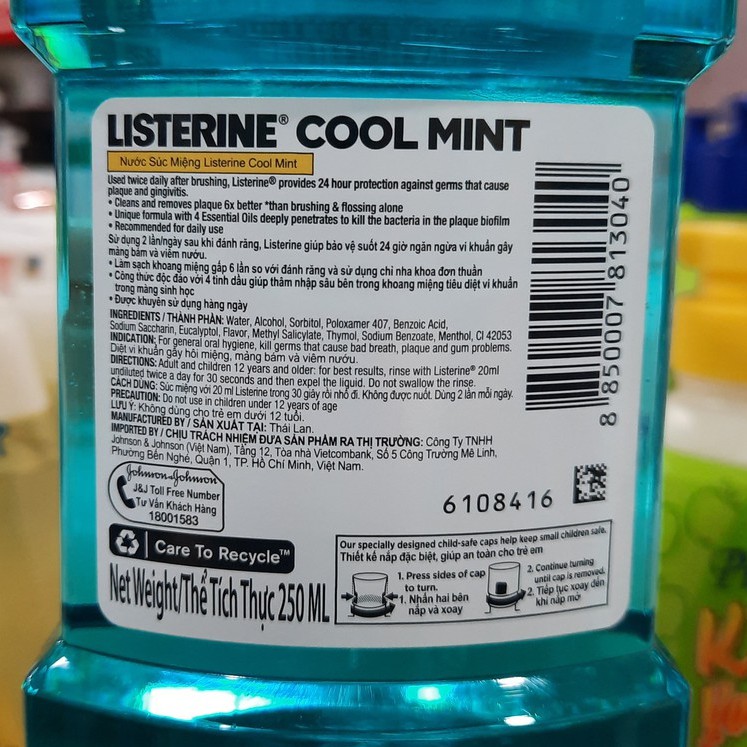 LISTERINE® COOL MINT
Nước Súc Miệng Listerine Cool Mint
Used twice daily after brushing, Listerine® provides 24 hour protection against germs that cause
plaque and gingivitis.
• Cleans and removes plaque 6x better *than brushing & flossing alone
• Unique formula with 4 Essential Oils deeply penetrates to kill the bacteria in the plaque biofilm
• Recommended for daily use
Sử dụng 2 lần/ngày sau khi đánh răng, Listerine giúp bảo vệ suốt 24 giờ ngăn ngừa vi khuẩn gây
mảng bám và viêm nướu.
• Làm sạch khoang miệng gấp 6 lần so với đánh răng và sử dụng chỉ nha khoa đơn thuần
• Công thức độc đáo với 4 tinh dầu giúp thâm nhập sâu bên trong khoang miệng tiêu diệt vi khuẩn
trong mảng sinh học
• Được khuyên sử dụng hàng ngày
INGREDIENTS / THÀNH PHẦN: Water, Alcohol, Sorbitol, Poloxamer 407, Benzoic Acid,
Sodium Saccharin, Eucalyptol, Flavor, Methyl Salicylate, Thymol, Sodium Benzoate, Menthol, CI 42053
INDICATION: For general oral hygiene, kill germs that cause bad breath, plaque and gum problems.
Diệt vi khuẩn gây hôi miệng, mảng bám và viêm nướu.
DIRECTIONS: Adult and children 12 years and older: for best results, rinse with Listerine® 20ml
undiluted twice a day for 30 seconds and then expel the liquid. Do not swallow the rinse.
CÁCH DÙNG: Súc miệng với 20 ml Listerine trong 30 giây rồi nhổ đi. Không được nuốt. Dùng 2 lần mỗi ngày.
PRECAUTION: Do not use in children under 12 years of age
LƯU Ý: Không dùng cho trẻ em dưới 12 tuổi.
MANUFACTURED BY / SẢN XUẤT TẠI: Thái Lan.
IMPORTED BY / CHỊU TRÁCH NHIỆM ĐƯA SẢN PHẨM RA THỊ TRƯỜNG: Công Ty TNHH
Johnson & Johnson (Việt Nam), Tầng 12, Tòa nhà Vietcombank, Số 5 Công Trường Mê Linh,
Phường Bến Nghé, Quận 1, TP. Hồ Chí Minh, Việt Nam.
8 850007 813040
Johnson & Johnson
J&J Toll Free Number
Tư Vấn Khách Hàng
18001583
6108416
Care To Recycle™
Net Weight/Thể Tích Thực 250 ML
Our specially designed child-safe caps help keep small children safe.
Thiết kế nắp đặc biệt, giúp an toàn cho trẻ em
1. Press sides of cap
to turn.
1. Nhấn hai bên
nắp và xoay
2. Continue turning
until cap is removed.
2. Tiếp tục xoay đến
khi nắp mở